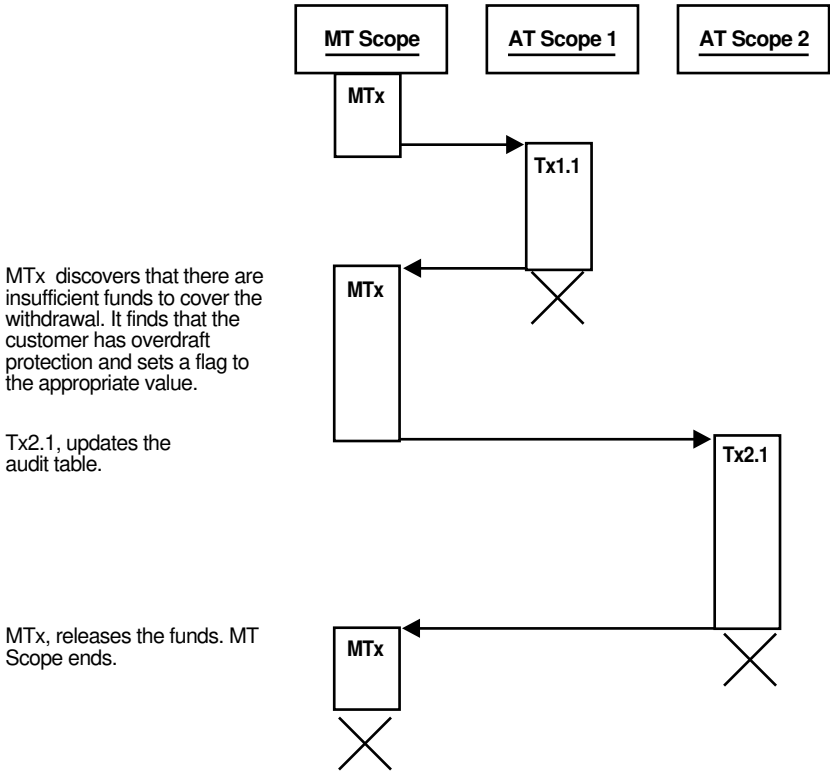 MT Scope
AT Scope 1
AT Scope 2
MTx
Tx1.1
MTx discovers that there are
insufficient funds to cover the
withdrawal. It finds that the
customer has overdraft
protection and sets a flag to
the appropriate value.
MTx
Tx2.1, updates the
audit table.
Tx2.1
MTx, releases the funds. MT
Scope ends.
MTx